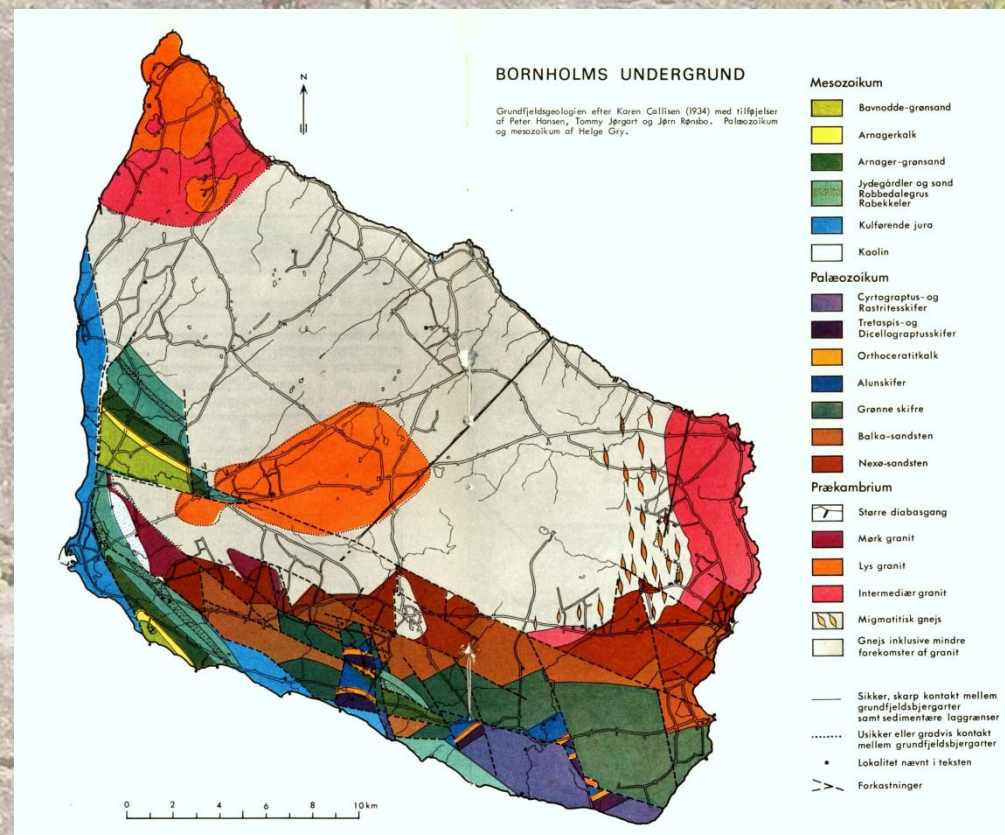 BORNHOLMS UNDERGRUND
Grundfjeldsgeologien efter Karen Callisen (1934) med tilføjelser
af Peter Hansen, Tommy Jørgart og Jørn Rønsbo. Palæozoikum
og mesozoikum af Helge Gry.
N
0 2 4 6 8 10 km
Mesozoikum
Bavnodde-grønsand
Arnagerkalk
Arnager-grønsand
Jydegårdler og sand
Robbedalegrus
Rabekkeler
Kulførende jura
Kaolin
Palæozoikum
Cyrtograptus- og
Rastritesskifer
Tretaspis- og
Dicellograptusskifer
Orthoceratitkalk
Alunskifer
Grønne skifre
Balka-sandsten
Nexø-sandsten
Prækambrium
Større diabasgang
Mørk granit
Lys granit
Intermediær granit
Migmatitisk gnejs
Gnejs inklusive mindre
forekomster af granit
Sikker, skarp kontakt mellem
grundfjeldsbjergarter
samt sedimentære laggrænser
Usikker eller gradvis kontakt
mellem grundfjeldsbjergarter
Lokalitet nævnt i teksten
Forkastninger